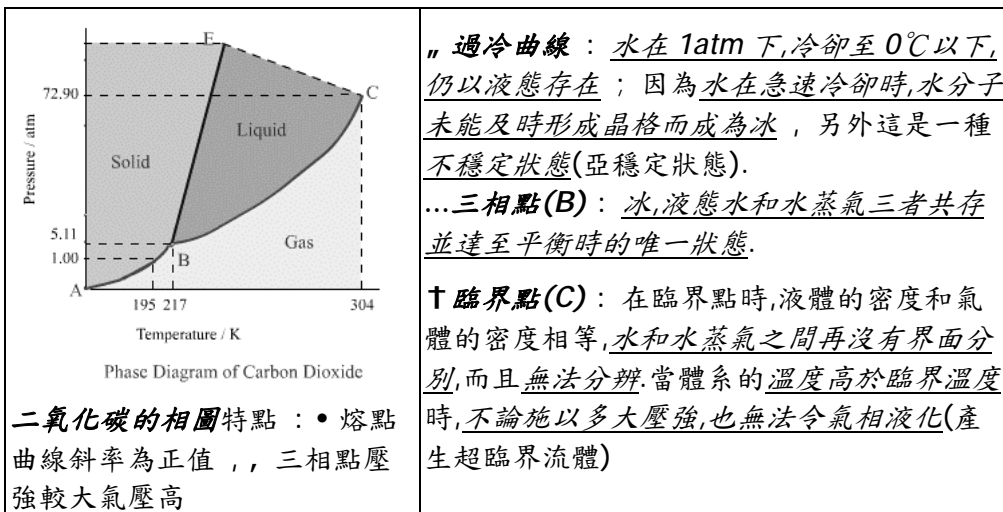 E
72.90
C
Liquid
Solid
Pressure / atm
5.11
Gas
1.00
B
A
195 217
304
Temperature / K
Phase Diagram of Carbon Dioxide
二氧化碳的相圖特點 ：• 熔點
曲線斜率為正值 ，‚ 三相點壓
強較大氣壓高
„ 過冷曲線 ： 水在 1atm 下,冷卻至 0℃以下,
仍以液態存在 ；因為水在急速冷卻時,水分子
未能及時形成晶格而成為冰 ，另外這是一種
不穩定狀態(亞穩定狀態).
…三相點(B)： 冰,液態水和水蒸氣三者共存
並達至平衡時的唯一狀態.
† 臨界點(C)： 在臨界點時,液體的密度和氣
體的密度相等,水和水蒸氣之間再沒有界面分
別,而且無法分辨.當體系的溫度高於臨界溫度
時,不論施以多大壓強,也無法令氣相液化(產
生超臨界流體)